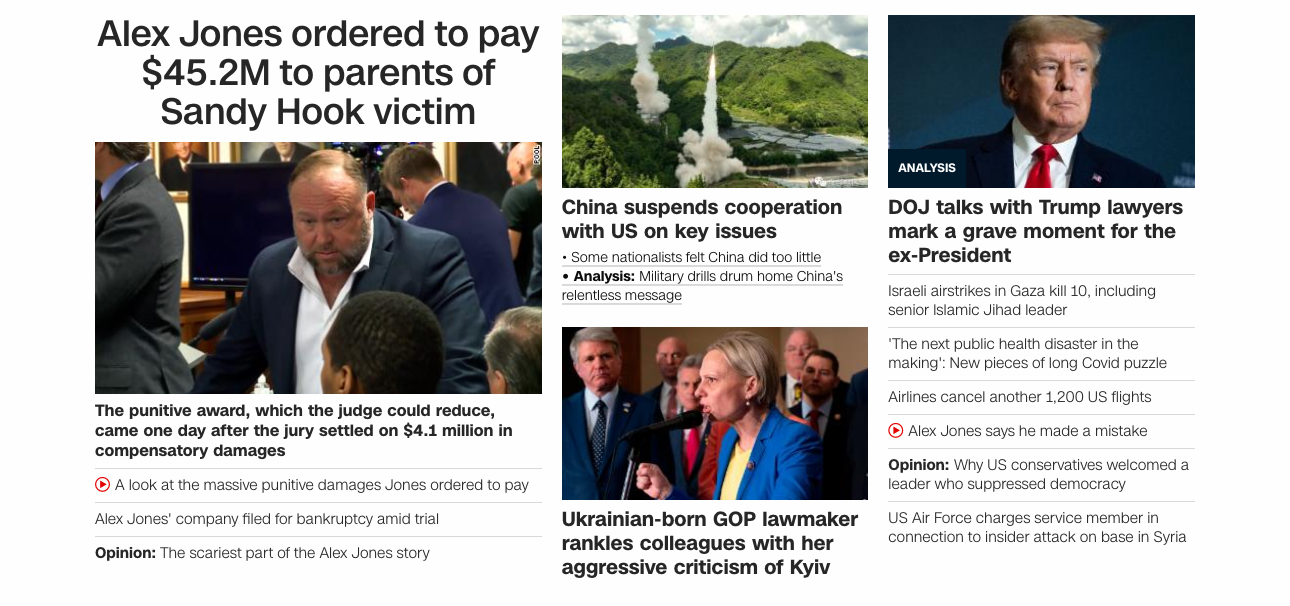 Alex Jones ordered to pay
$45.2M to parents of
Sandy Hook victim
POOL
The punitive award, which the judge could reduce,
came one day after the jury settled on $4.1 million in
compensatory damages
A look at the massive punitive damages Jones ordered to pay
Alex Jones' company filed for bankruptcy amid trial
Opinion: The scariest part of the Alex Jones story
China suspends cooperation
with US on key issues
• Some nationalists felt China did too little
• Analysis: Military drills drum home China's
relentless message
Ukrainian-born GOP lawmaker
rankles colleagues with her
aggressive criticism of Kyiv
ANALYSIS
DOJ talks with Trump lawyers
mark a grave moment for the
ex-President
Israeli airstrikes in Gaza kill 10, including
senior Islamic Jihad leader
'The next public health disaster in the
making': New pieces of long Covid puzzle
Airlines cancel another 1,200 US flights
Alex Jones says he made a mistake
Opinion: Why US conservatives welcomed a
leader who suppressed democracy
US Air Force charges service member in
connection to insider attack on base in Syria